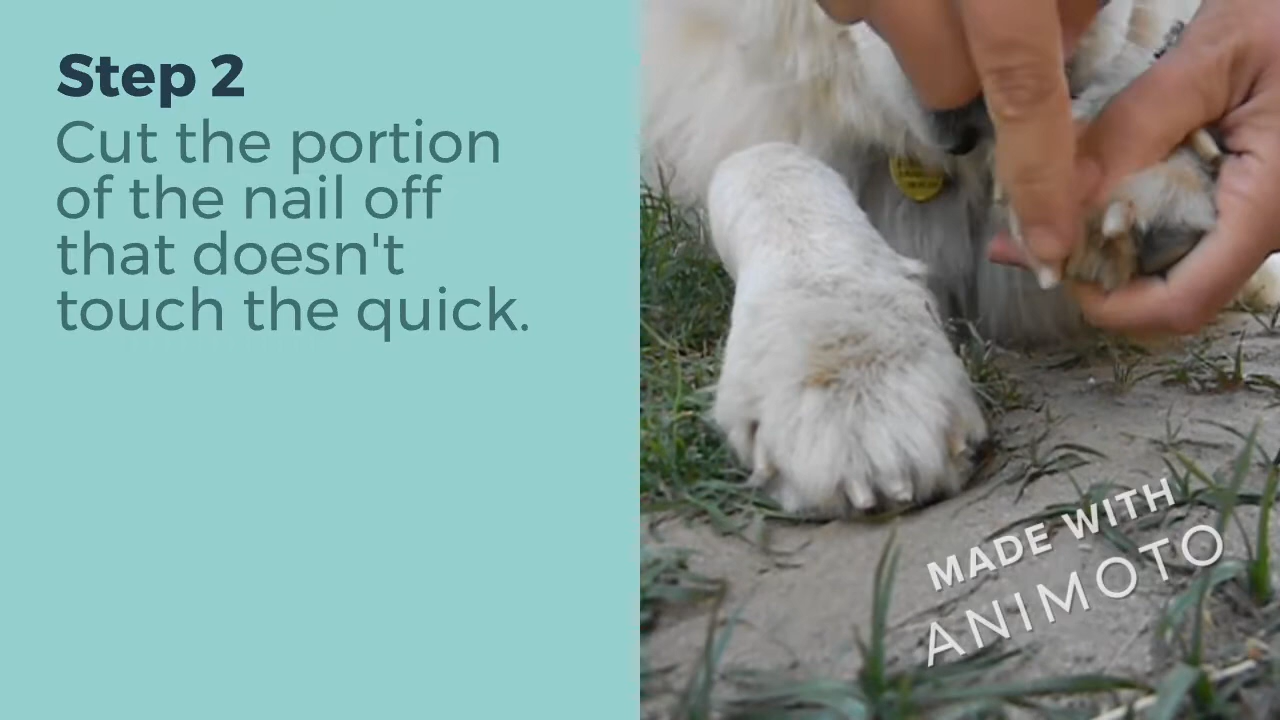 Step 2
Cut the portion
of the nail off
that doesn't
touch the quick.
MADE WITH
ANIMOTO